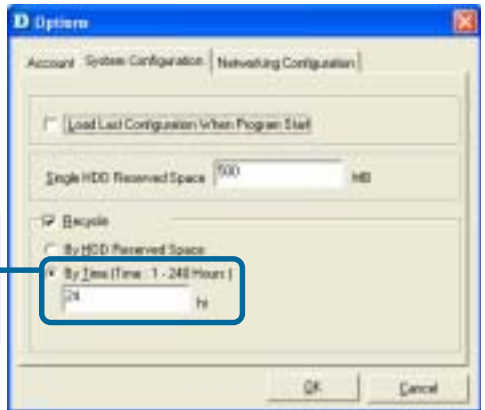 D Options
Account System Configuration Networking Configuration
Load Last Configuration When Program Start
Single HDD Reserved Space 500 MB
Recycle
By HDD Reserved Space
By Time (Time : 1 - 240 Hours )
24 hr
OK Cancel